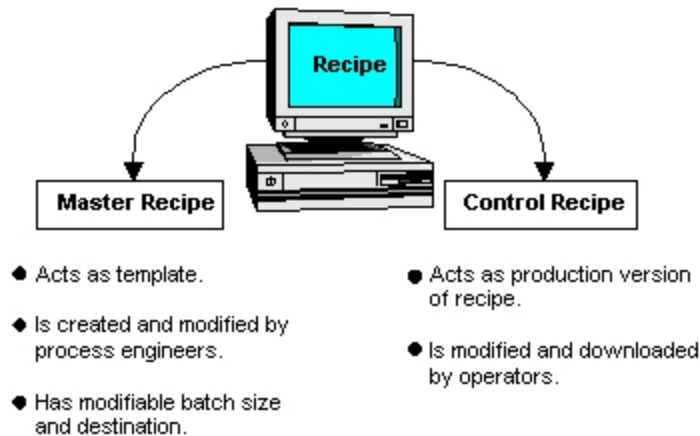 Recipe
Master Recipe
Control Recipe
Acts as template.
Is created and modified by
process engineers.
Has modifiable batch size
and destination.
Acts as production version
of recipe.
Is modified and downloaded
by operators.